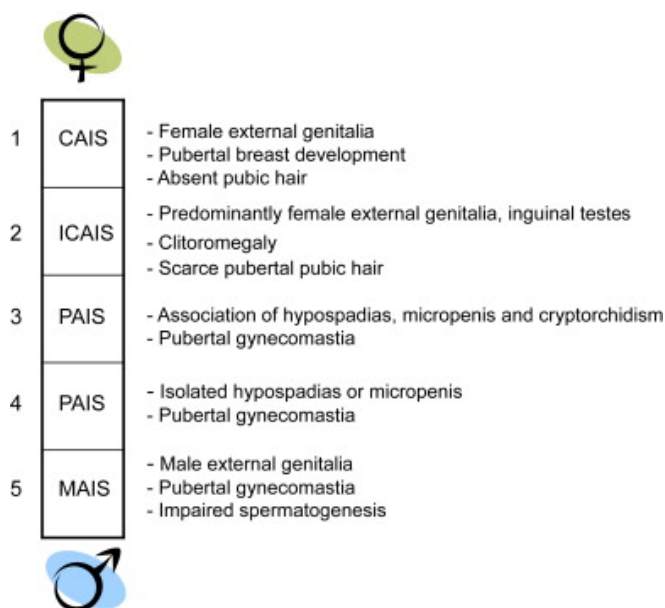 1 CAIS
- Female external genitalia
- Pubertal breast development
- Absent pubic hair
2 ICAIS
- Predominantly female external genitalia, inguinal testes
- Clitoromegaly
- Scarce pubertal pubic hair
3 PAIS
- Association of hypospadias, micropenis and cryptorchidism
- Pubertal gynecomastia
4 PAIS
- Isolated hypospadias or micropenis
- Pubertal gynecomastia
5 MAIS
- Male external genitalia
- Pubertal gynecomastia
- Impaired spermatogenesis